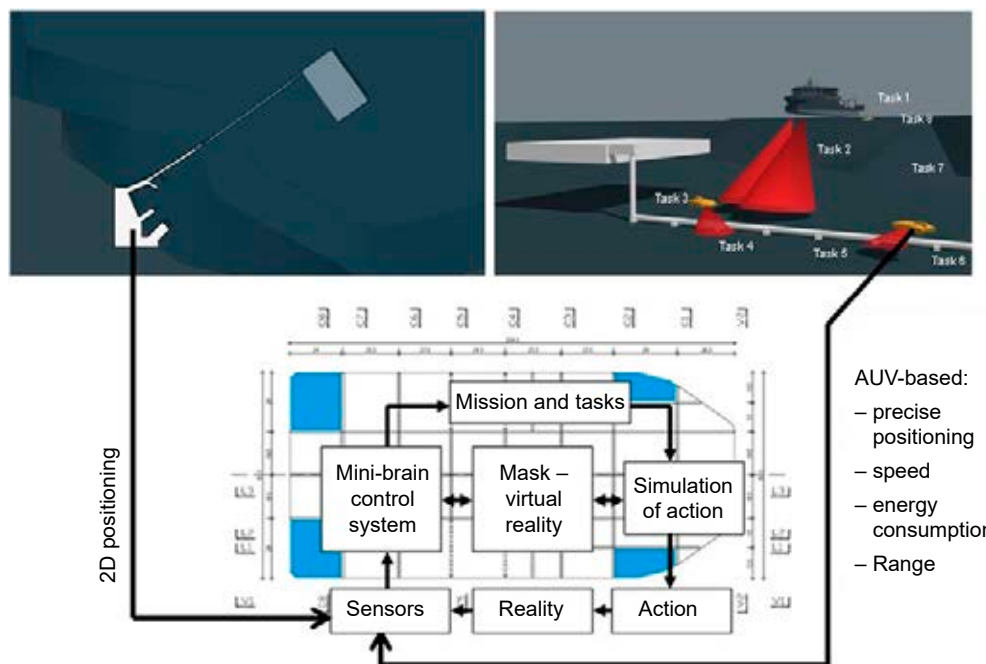 Task 1
Task 8
Task 2
Task 7
Task 3
Task 4
Task 5
Task 6
2D positioning
Mission and tasks
Mini-brain
control
system
Mask –
virtual
reality
Simulation
of action
Sensors
Reality
Action
AUV-based:
– precise
positioning
– speed
– energy
consumption
– Range